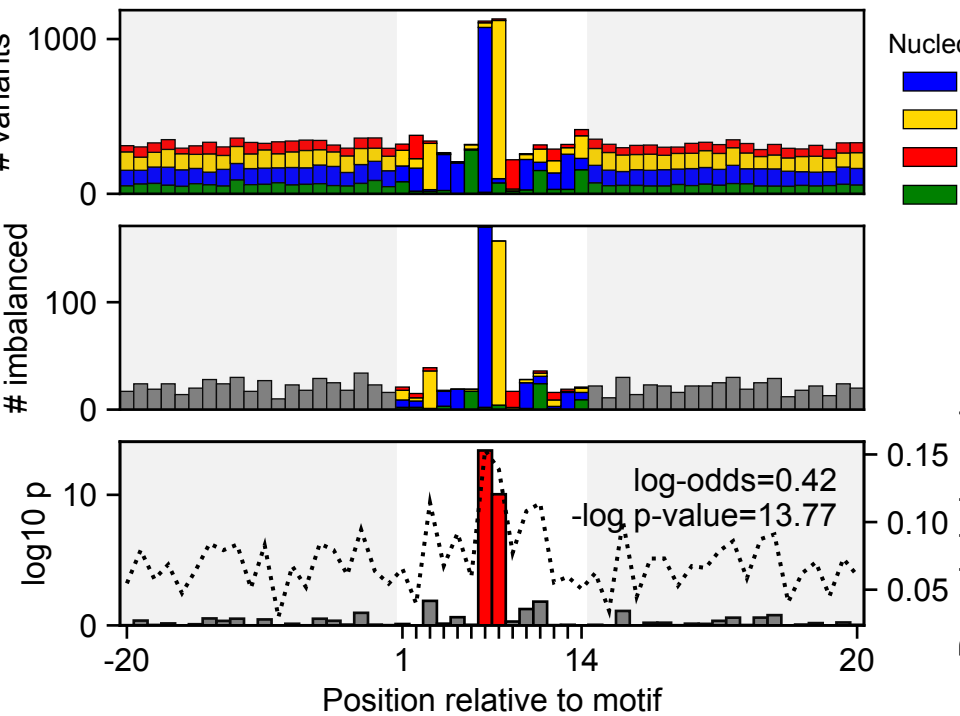 # variants
1000
0
Nucleo
# imbalanced
100
0
log10 p
10
0
log-odds=0.42
-log p-value=13.77
0.15
0.10
0.05
-20
1
14
20
Position relative to motif